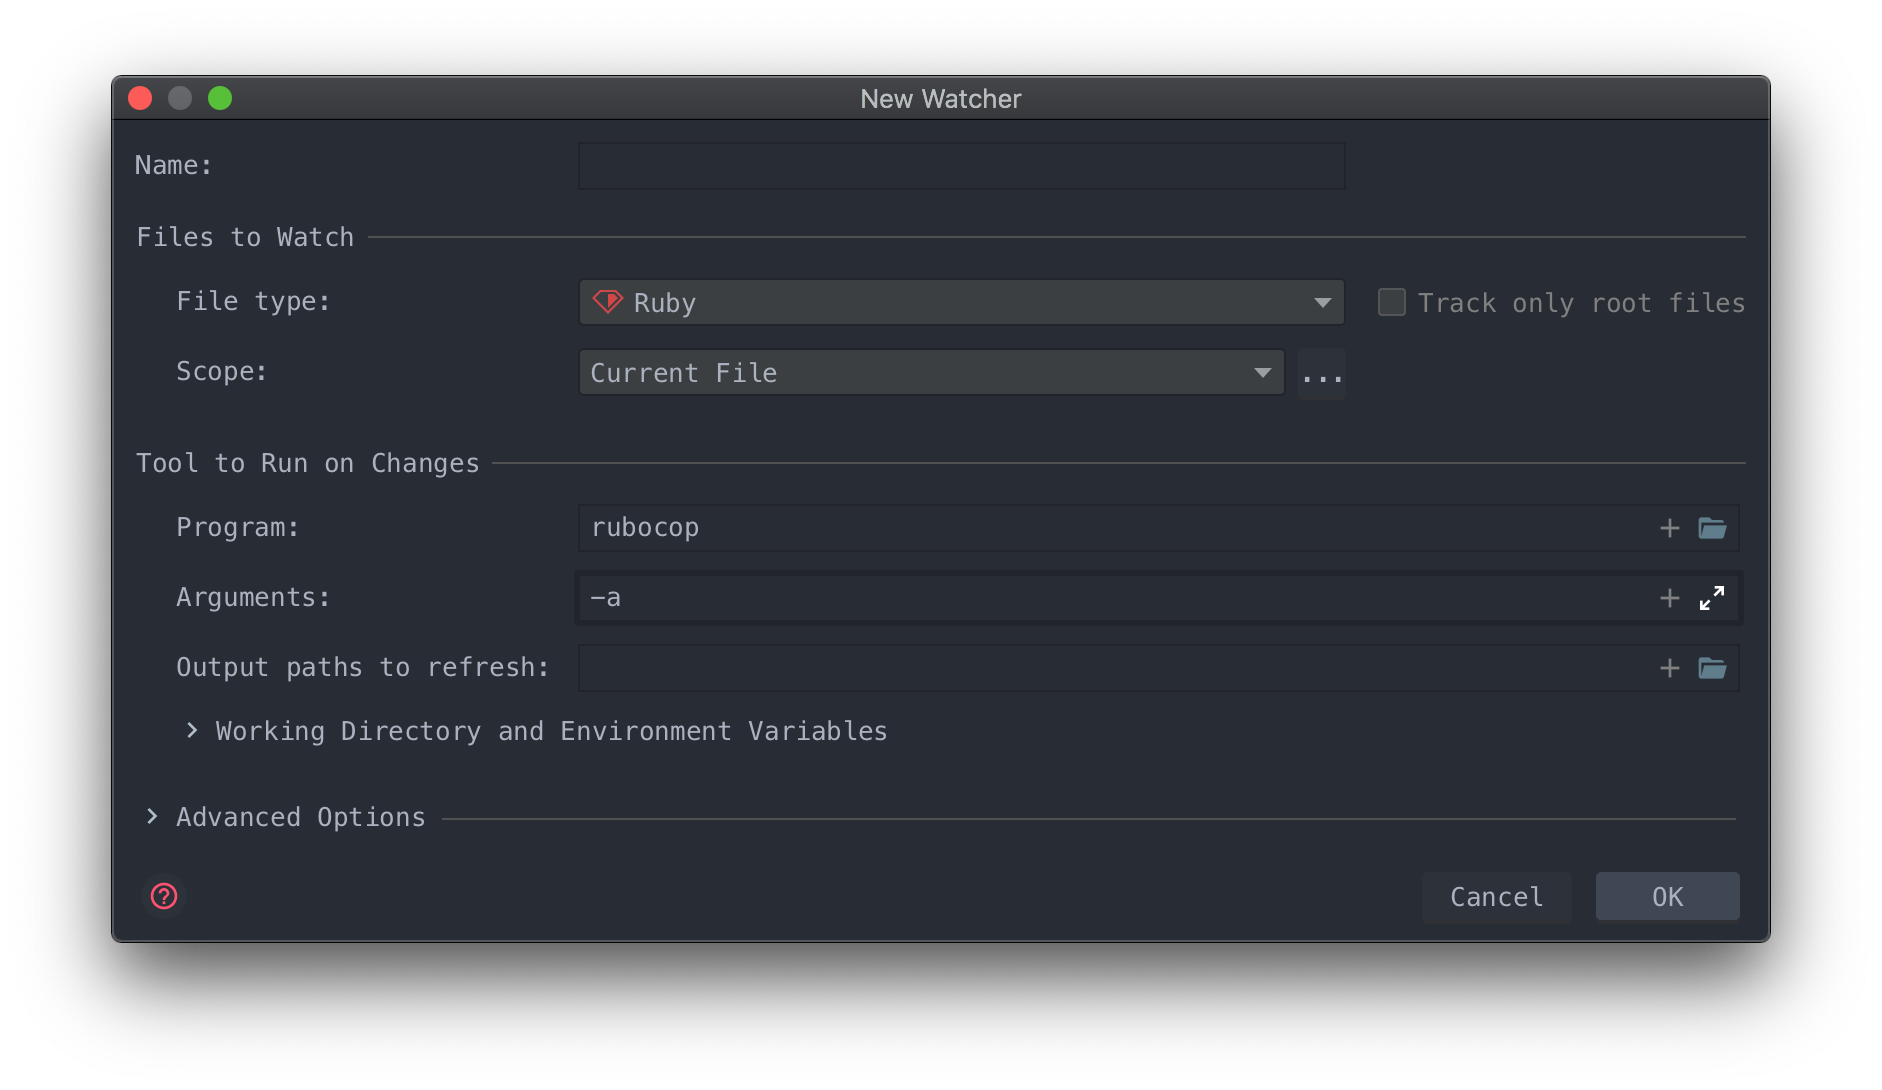 New Watcher
Name:
Files to Watch
File type: Ruby Track only root files
Scope: Current File ...
Tool to Run on Changes
Program: rubocop
Arguments: -a
Output paths to refresh:
Working Directory and Environment Variables
Advanced Options
? Cancel OK